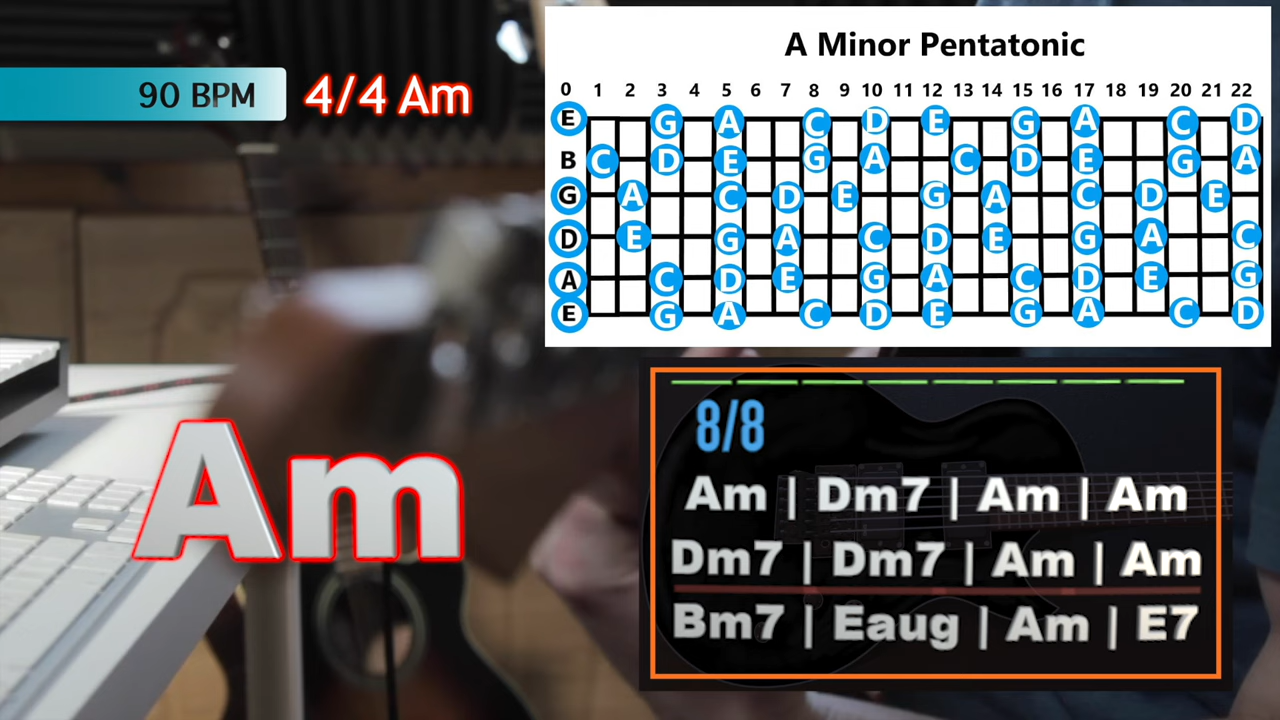 90 BPM
4/4 Am
A Minor Pentatonic
0 1 2 3 4 5 6 7 8 9 10 11 12 13 14 15 16 17 18 19 20 21 22
E G A C D E G A C D
B C D E G A C D E G A
G A C D E G A C D E
D E G A C D E G A C
A C D E G A C D E G
E G A C D E G A C D
Am
8/8
Am | Dm7 | Am | Am
Dm7 | Dm7 | Am | Am
Bm7 | Eaug | Am | E7